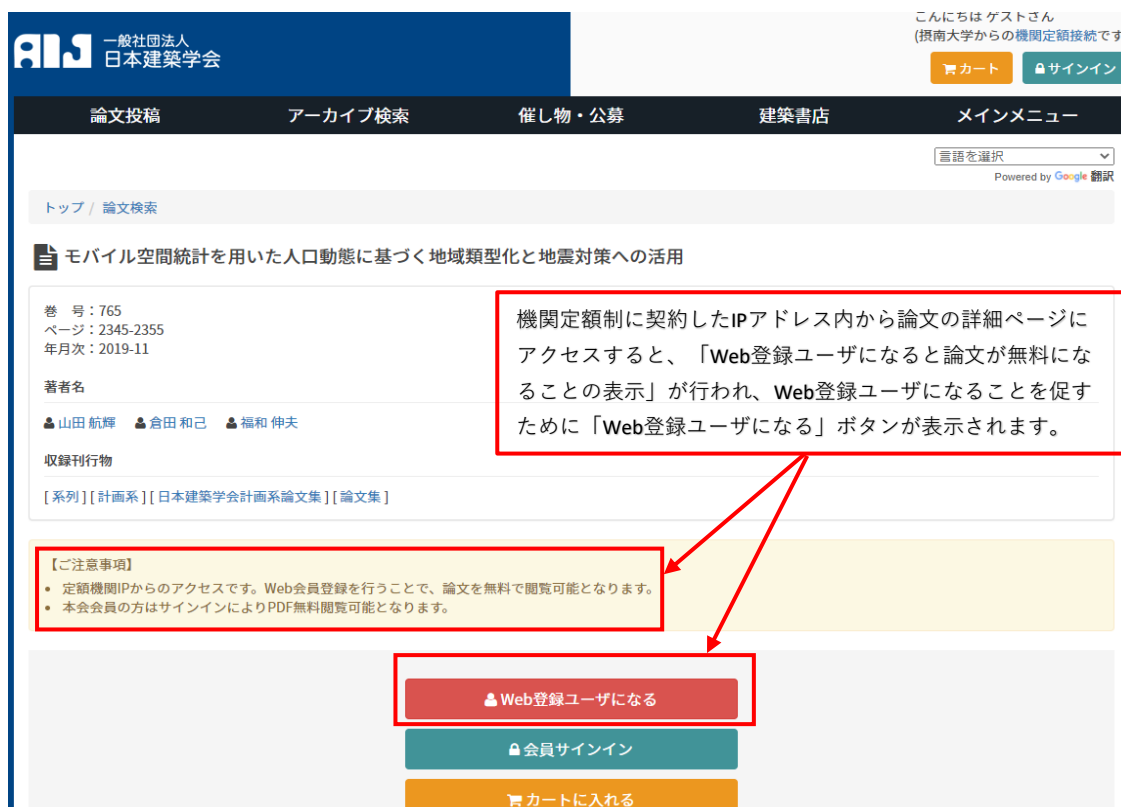 こんにちは ゲストさん
(摂南大学からの機関定額接続です
AIJ
一般社団法人
日本建築学会
カート
サインイン
論文投稿
アーカイブ検索
催し物・公募
建築書店
メインメニュー
言語を選択
Powered by Google 翻訳
トップ / 論文検索
モバイル空間統計を用いた人口動態に基づく地域類型化と地震対策への活用
巻 号：765
ページ：2345-2355
年月次：2019-11
著者名
山田 航輝 倉田 和己 福和 伸夫
収録刊行物
[ 系列 ] [ 計画系 ] [ 日本建築学会計画系論文集 ] [ 論文集 ]
機関定額制に契約したIPアドレス内から論文の詳細ページに
アクセスすると、「Web登録ユーザになると論文が無料にな
ることの表示」が行われ、Web登録ユーザになることを促す
ために「Web登録ユーザになる」ボタンが表示されます。
【ご注意事項】
• 定額機関IPからのアクセスです。Web会員登録を行うことで、論文を無料で閲覧可能となります。
• 本会会員の方はサインインによりPDF無料閲覧可能となります。
Web登録ユーザになる
会員サインイン
カートに入れる